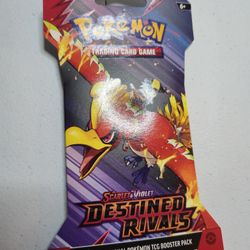 POKÉMON
TRADING CARD GAME
6+
SCARLET & VIOLET
DESTINED RIVALS
POKÉMON TCG BOOSTER PACK